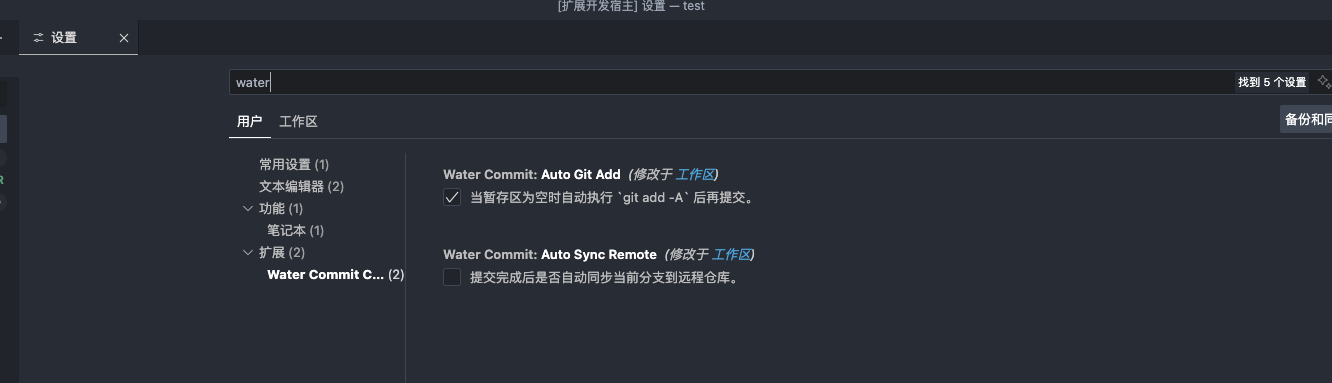 [扩展开发宿主] 设置 — test
设置
water
找到 5 个设置
用户 工作区
备份和同
常用设置 (1)
文本编辑器 (2)
功能 (1)
笔记本 (1)
扩展 (2)
Water Commit C... (2)
Water Commit: Auto Git Add (修改于 工作区)
当暂存区为空时自动执行 `git add -A` 后再提交。
Water Commit: Auto Sync Remote (修改于 工作区)
提交完成后是否自动同步当前分支到远程仓库。